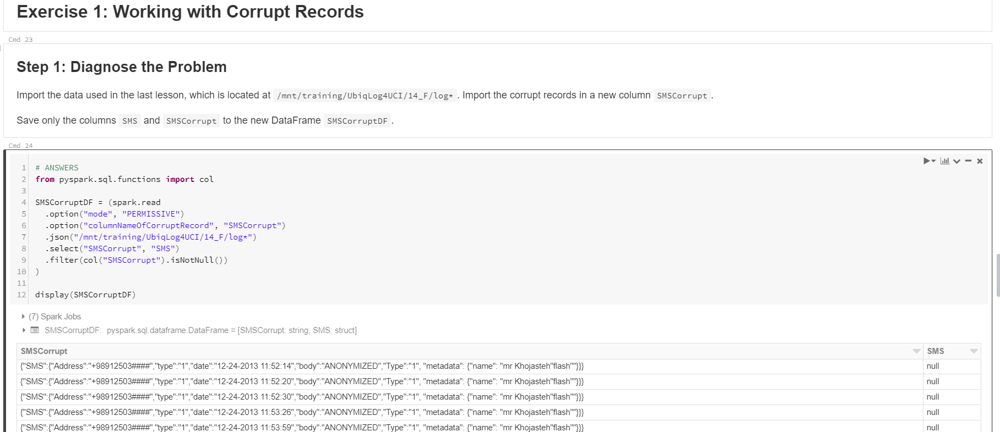 Exercise 1: Working with Corrupt Records
Cmd 23
Step 1: Diagnose the Problem
Import the data used in the last lesson, which is located at /mnt/training/UbiqLog4UCI/14_F/log* . Import the corrupt records in a new column SMSCorrupt .
Save only the columns SMS and SMSCorrupt to the new DataFrame SMSCorruptDF .
Cmd 24
1 # ANSWERS
2 from pyspark.sql.functions import col
3
4 SMSCorruptDF = (spark.read
5 .option("mode", "PERMISSIVE")
6 .option("columnNameOfCorruptRecord", "SMSCorrupt")
7 .json("/mnt/training/UbiqLog4UCI/14_F/log*")
8 .select("SMSCorrupt", "SMS")
9 .filter(col("SMSCorrupt").isNotNull())
10 )
11
12 display(SMSCorruptDF)
(7) Spark Jobs
SMSCorruptDF: pyspark.sql.dataframe.DataFrame = [SMSCorrupt: string, SMS: struct]
SMSCorrupt SMS
{"SMS":{"Address":"+98912503####","type":"1","date":"12-24-2013 11:52:14","body":"ANONYMIZED","Type":"1", "metadata": {"name": "mr Khojasteh"flash""}}} null
{"SMS":{"Address":"+98912503####","type":"1","date":"12-24-2013 11:52:20","body":"ANONYMIZED","Type":"1", "metadata": {"name": "mr Khojasteh"flash""}}} null
{"SMS":{"Address":"+98912503####","type":"1","date":"12-24-2013 11:52:30","body":"ANONYMIZED","Type":"1", "metadata": {"name": "mr Khojasteh"flash""}}} null
{"SMS":{"Address":"+98912503####","type":"1","date":"12-24-2013 11:53:26","body":"ANONYMIZED","Type":"1", "metadata": {"name": "mr Khojasteh"flash""}}} null
{"SMS":{"Address":"+98912503####","type":"1","date":"12-24-2013 11:53:59","body":"ANONYMIZED","Type":"1", "metadata": {"name": "mr Khojasteh"flash""}}} null